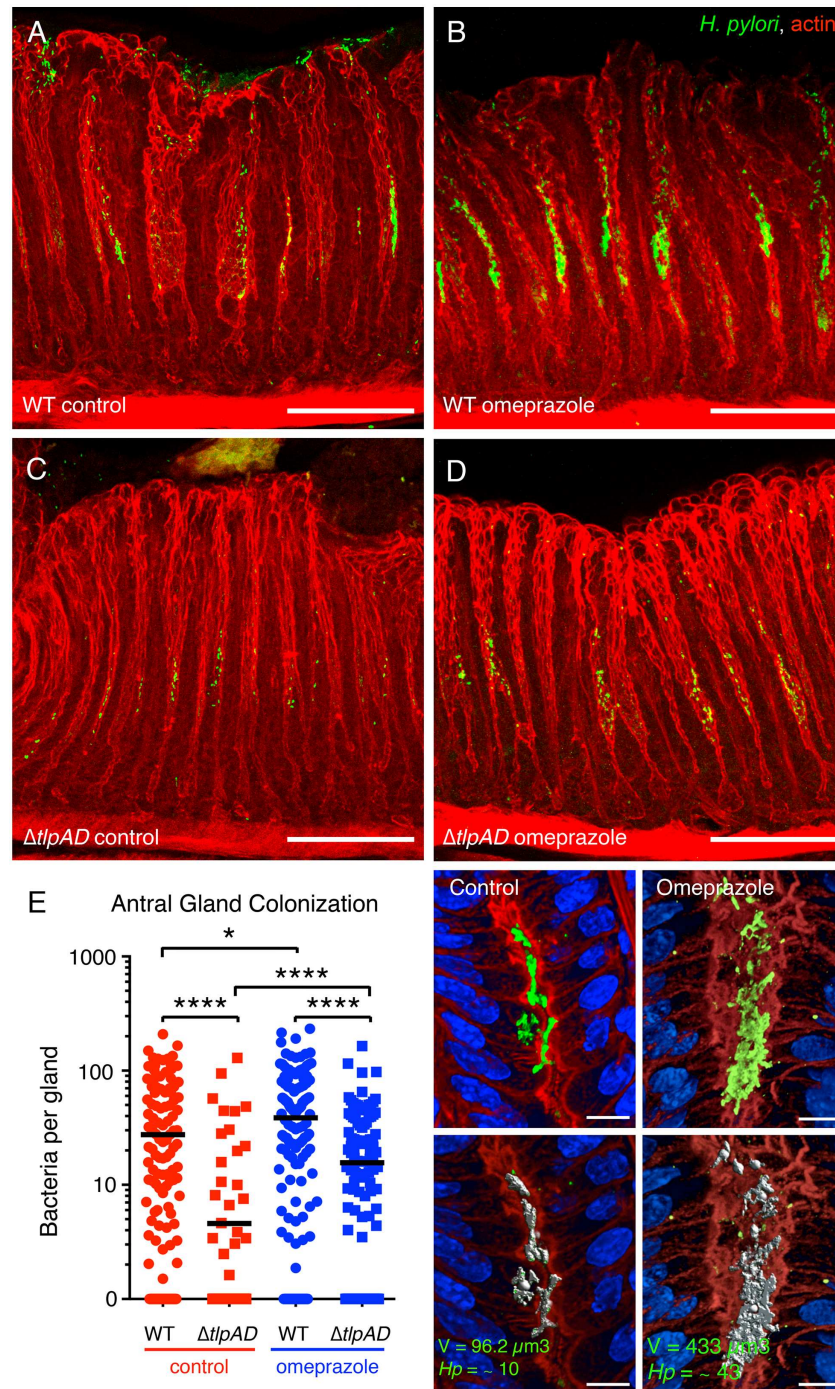 A
B
H. pylori, actin
WT control
WT omeprazole
C
D
ΔtlpAD control
ΔtlpAD omeprazole
E
Antral Gland Colonization
Control
Omeprazole
*
****
****
****
1000
100
10
0
Bacteria per gland
WT
ΔtlpAD
WT
ΔtlpAD
control
omeprazole
V = 96.2 µm3
Hp = ~ 10
V = 433 µm3
Hp = ~ 43